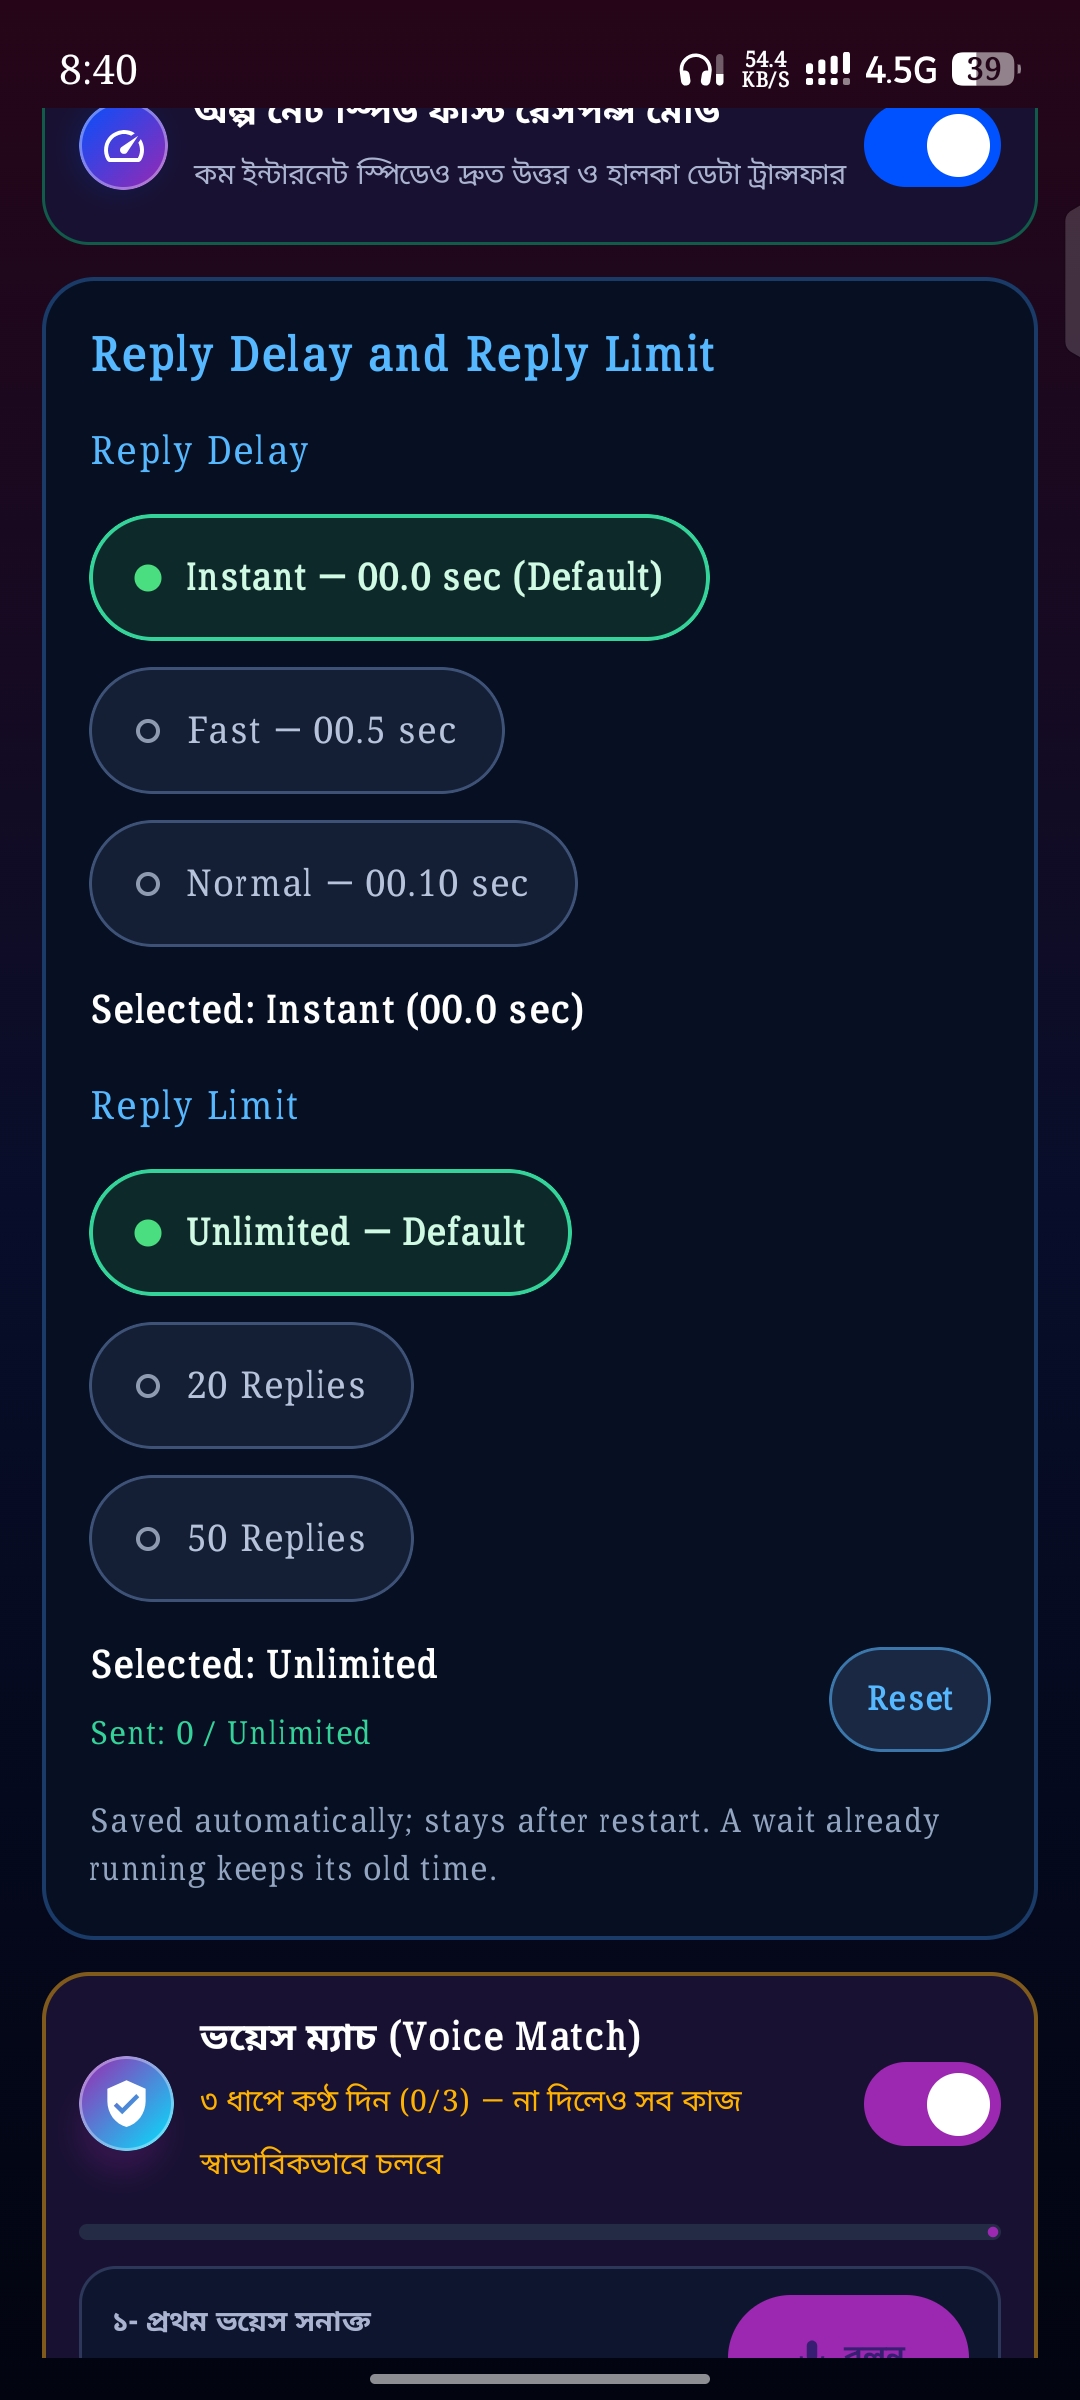 8:40
54.4
KB/S
4.5G
39
অল্প নেট স্পিড ফাস্ট রেসপন্স মোড
কম ইন্টারনেট স্পিডেও দ্রুত উত্তর ও হালকা ডেটা ট্রান্সফার
Reply Delay and Reply Limit
Reply Delay
Instant — 00.0 sec (Default)
Fast — 00.5 sec
Normal — 00.10 sec
Selected: Instant (00.0 sec)
Reply Limit
Unlimited — Default
20 Replies
50 Replies
Selected: Unlimited
Sent: 0 / Unlimited
Reset
Saved automatically; stays after restart. A wait already
running keeps its old time.
ভয়েস ম্যাচ (Voice Match)
৩ ধাপে কণ্ঠ দিন (0/3) — না দিলেও সব কাজ
স্বাভাবিকভাবে চলবে
১- প্রথম ভয়েস সনাক্ত
বলুন